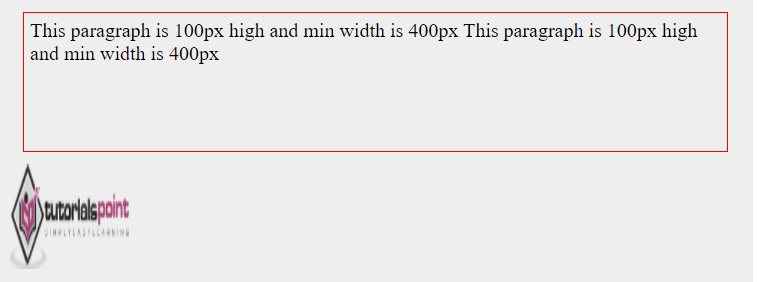 This paragraph is 100px high and min width is 400px This paragraph is 100px high
and min width is 400px
tutorialspoint
SIMPLYEASYLEARNING